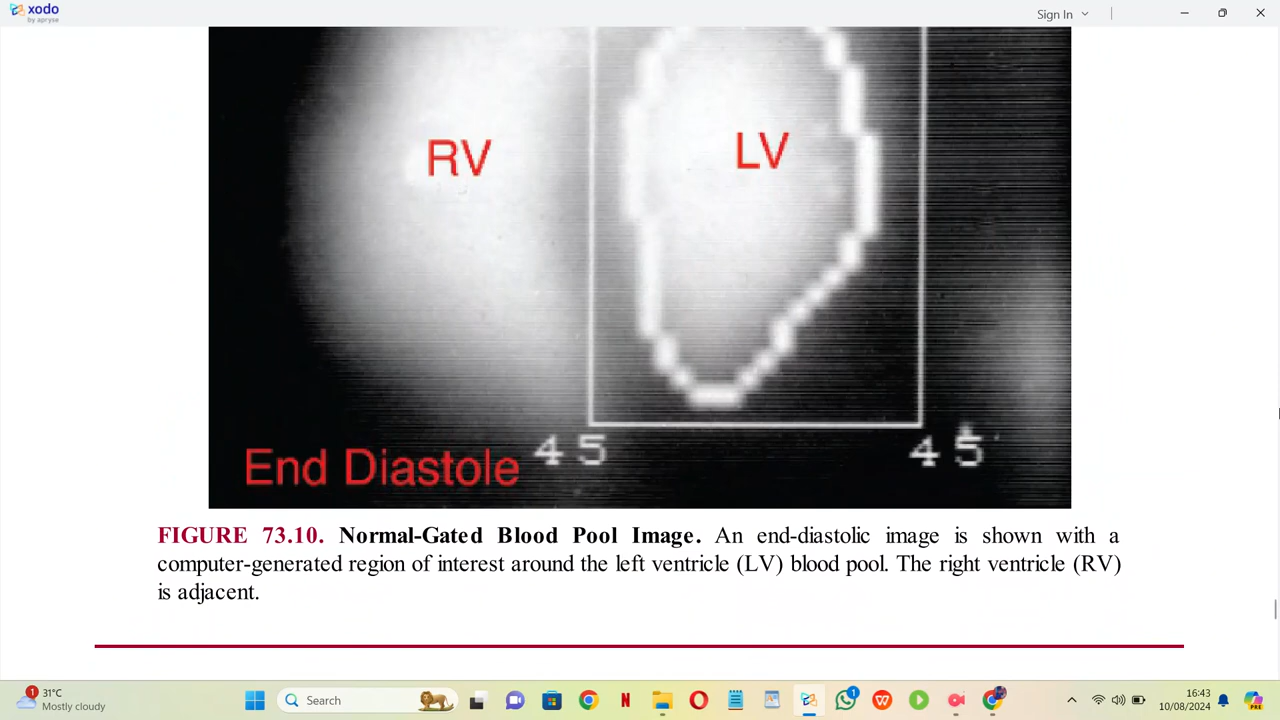 xodo
by apryse
Sign In
RV
LV
45
45
End Diastole
FIGURE 73.10. Normal-Gated Blood Pool Image. An end-diastolic image is shown with a
computer-generated region of interest around the left ventricle (LV) blood pool. The right ventricle (RV)
is adjacent.
1
31°C
Mostly cloudy
Search
1
16:43
10/08/2024